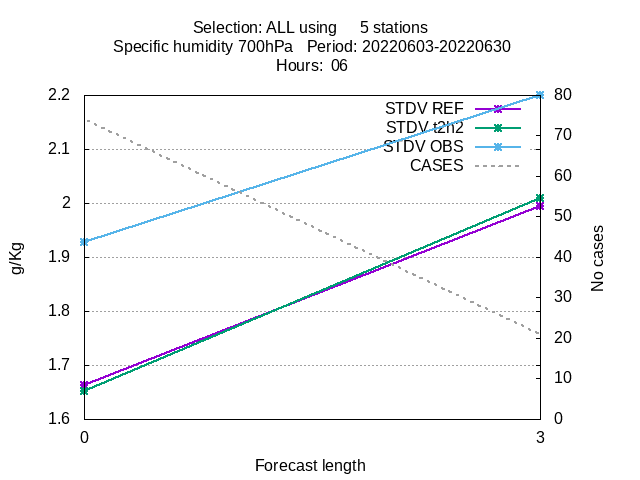 Selection: ALL using     5 stations
Specific humidity 700hPa   Period: 20220603-20220630
Hours:  06
2.2
2.1
2
1.9
1.8
1.7
1.6
g/Kg
STDV REF
STDV t2h2
STDV OBS
CASES
80
70
60
50
40
30
20
10
0
No cases
0
3
Forecast length